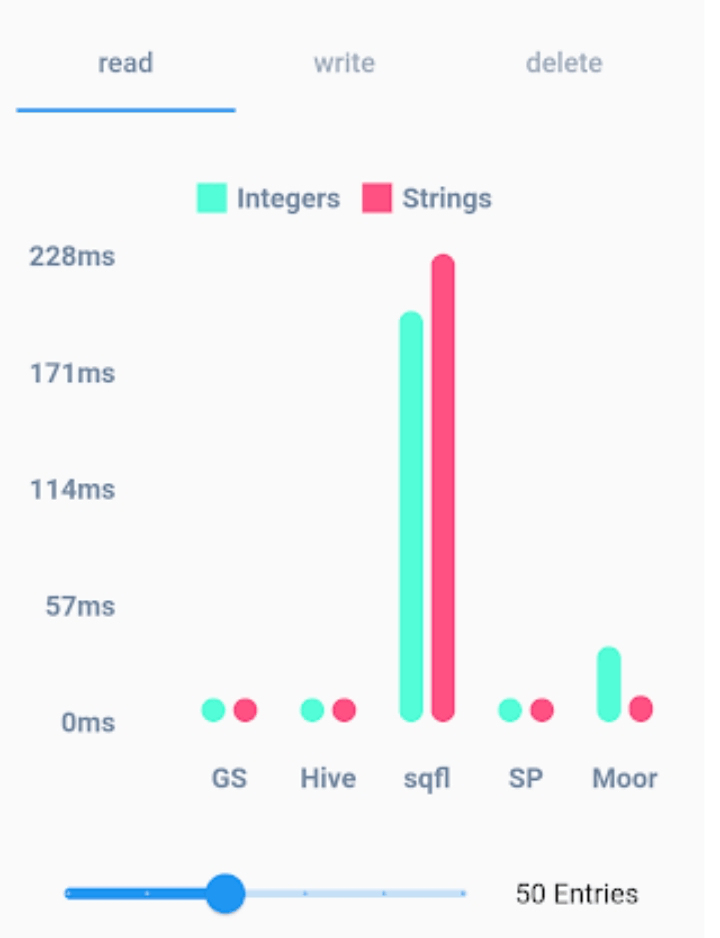 read write delete
Integers Strings
228ms
171ms
114ms
57ms
0ms
GS Hive sqfl SP Moor
50 Entries